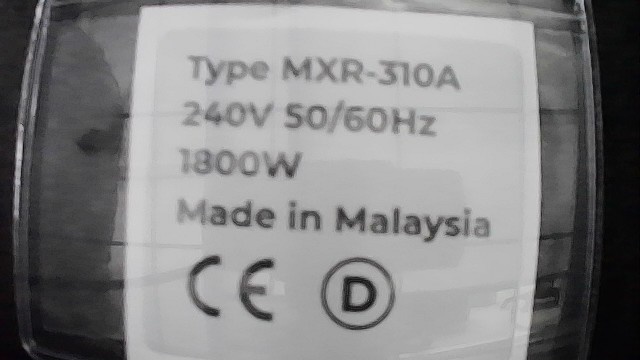 Type MXR-310A
240V 50/60Hz
1800W
Made in Malaysia
CE D